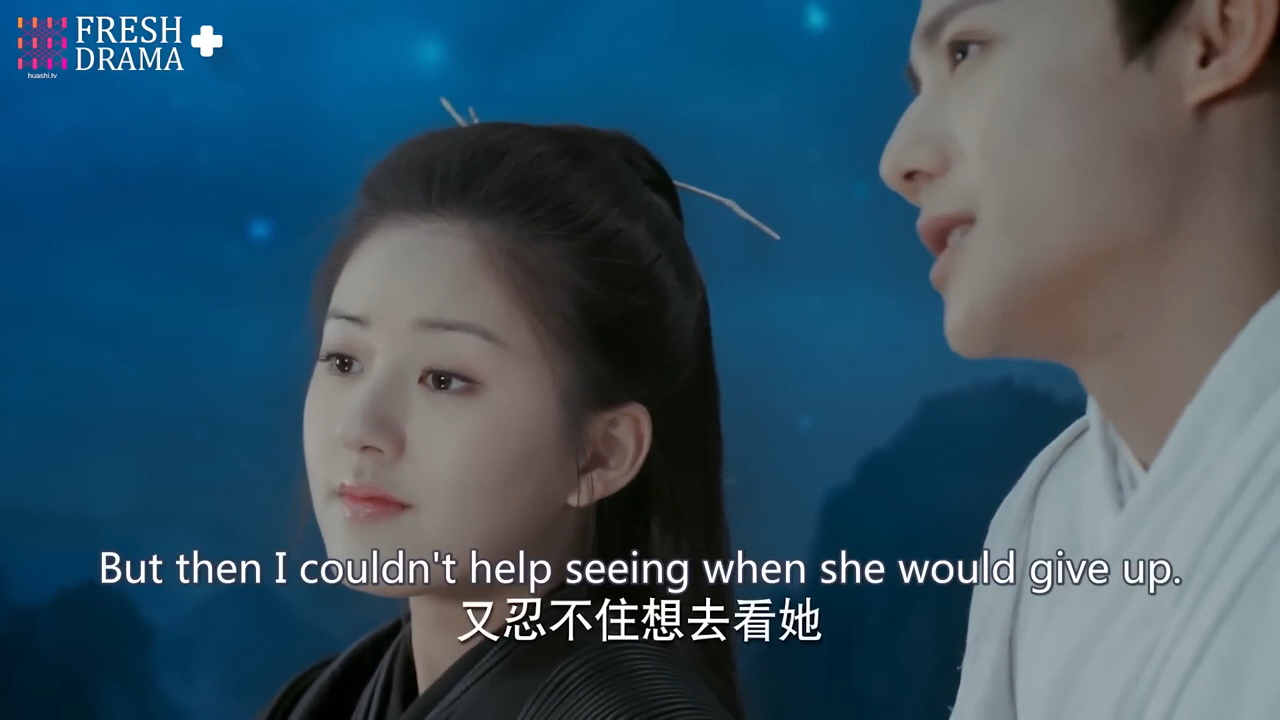 FRESH
DRAMA
huashi.tv
But then I couldn't help seeing when she would give up.
又忍不住想去看她